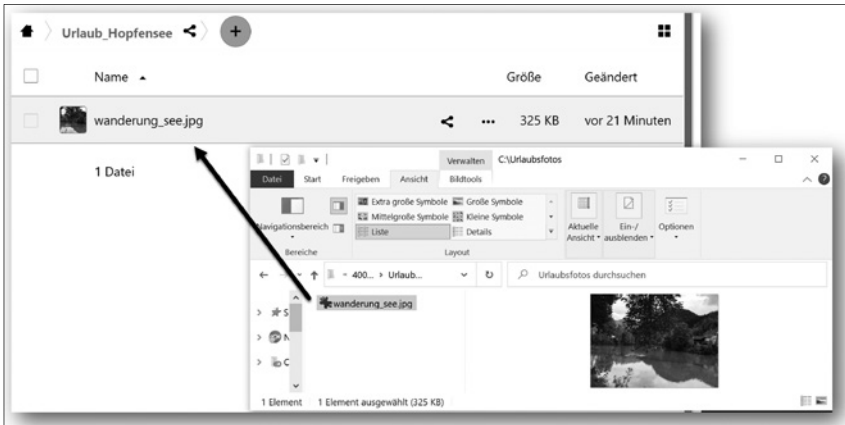 Urlaub_Hopfensee
Name Größe Geändert
wanderung_see.jpg 325 KB vor 21 Minuten
1 Datei
Verwalten C:\Urlaubsfotos
Datei Start Freigeben Ansicht Bildtools
Navigationsbereich
Extra große Symbole Große Symbole
Mittelgroße Symbole Kleine Symbole
Liste Details
Aktuelle Ansicht
Ein-/ ausblenden
Optionen
Bereiche Layout
400... Urlaub... Urlaubsfotos durchsuchen
wanderung_see.jpg
S
N
C
1 Element 1 Element ausgewählt (325 KB)